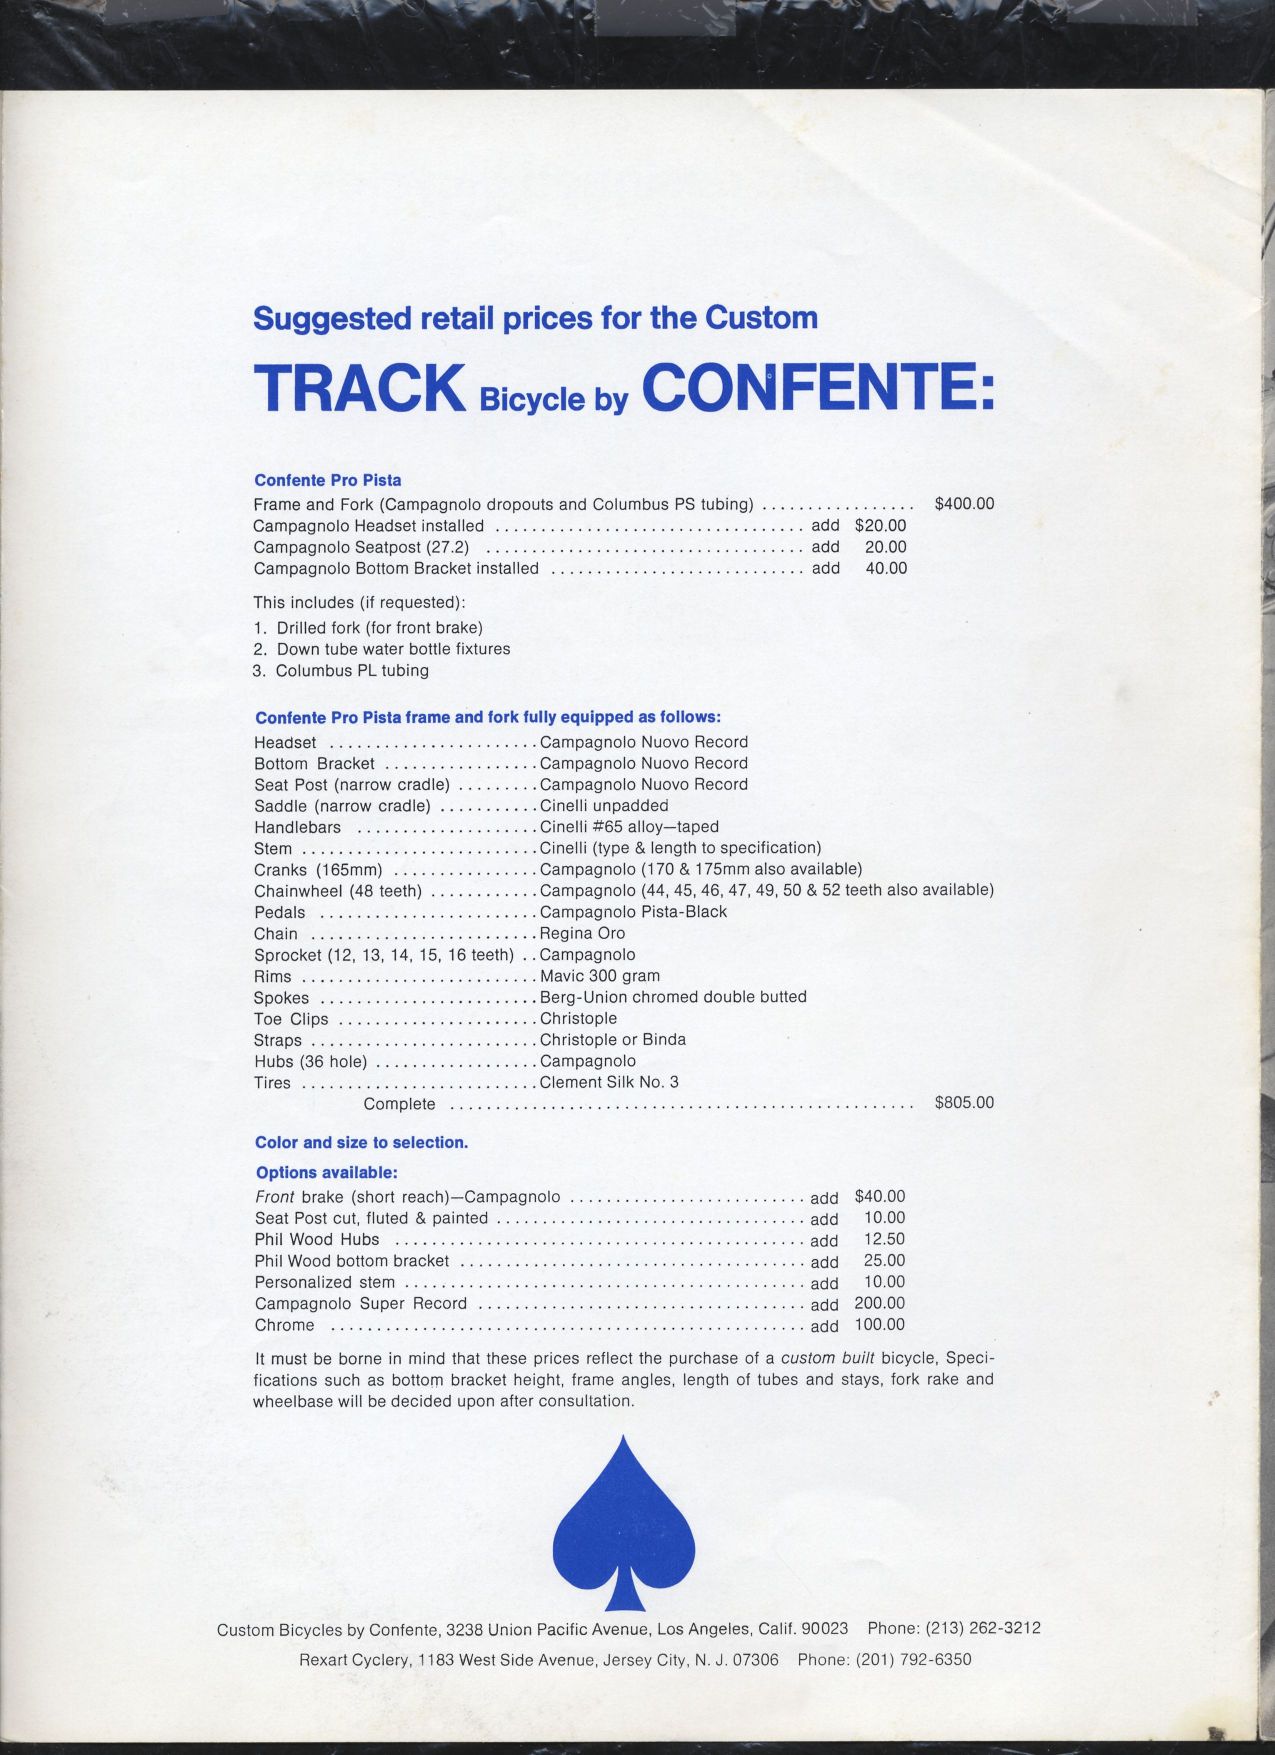 Suggested retail prices for the Custom
TRACK Bicycle by CONFENTE:
Confente Pro Pista
Frame and Fork (Campagnolo dropouts and Columbus PS tubing) ................. $400.00
Campagnolo Headset installed .................................. add $20.00
Campagnolo Seatpost (27.2) ................................... add 20.00
Campagnolo Bottom Bracket installed ............................ add 40.00
This includes (if requested):
1. Drilled fork (for front brake)
2. Down tube water bottle fixtures
3. Columbus PL tubing
Confente Pro Pista frame and fork fully equipped as follows:
Headset .......................Campagnolo Nuovo Record
Bottom Bracket .................Campagnolo Nuovo Record
Seat Post (narrow cradle) .........Campagnolo Nuovo Record
Saddle (narrow cradle) ...........Cinelli unpadded
Handlebars ....................Cinelli #65 alloy—taped
Stem ..........................Cinelli (type & length to specification)
Cranks (165mm) ................Campagnolo (170 & 175mm also available)
Chainwheel (48 teeth) ............Campagnolo (44, 45, 46, 47, 49, 50 & 52 teeth also available)
Pedals ........................Campagnolo Pista-Black
Chain .........................Regina Oro
Sprocket (12, 13, 14, 15, 16 teeth) ..Campagnolo
Rims ..........................Mavic 300 gram
Spokes ........................Berg-Union chromed double butted
Toe Clips ......................Christople
Straps .........................Christople or Binda
Hubs (36 hole) ..................Campagnolo
Tires ..........................Clement Silk No. 3
Complete ................................................... $805.00
Color and size to selection.
Options available:
Front brake (short reach)—Campagnolo .......................... add $40.00
Seat Post cut, fluted & painted .................................. add 10.00
Phil Wood Hubs ............................................. add 12.50
Phil Wood bottom bracket ...................................... add 25.00
Personalized stem ............................................ add 10.00
Campagnolo Super Record .................................... add 200.00
Chrome .................................................... add 100.00
It must be borne in mind that these prices reflect the purchase of a custom built bicycle, Speci-
fications such as bottom bracket height, frame angles, length of tubes and stays, fork rake and
wheelbase will be decided upon after consultation.
Custom Bicycles by Confente, 3238 Union Pacific Avenue, Los Angeles, Calif. 90023 Phone: (213) 262-3212
Rexart Cyclery, 1183 West Side Avenue, Jersey City, N. J. 07306 Phone: (201) 792-6350